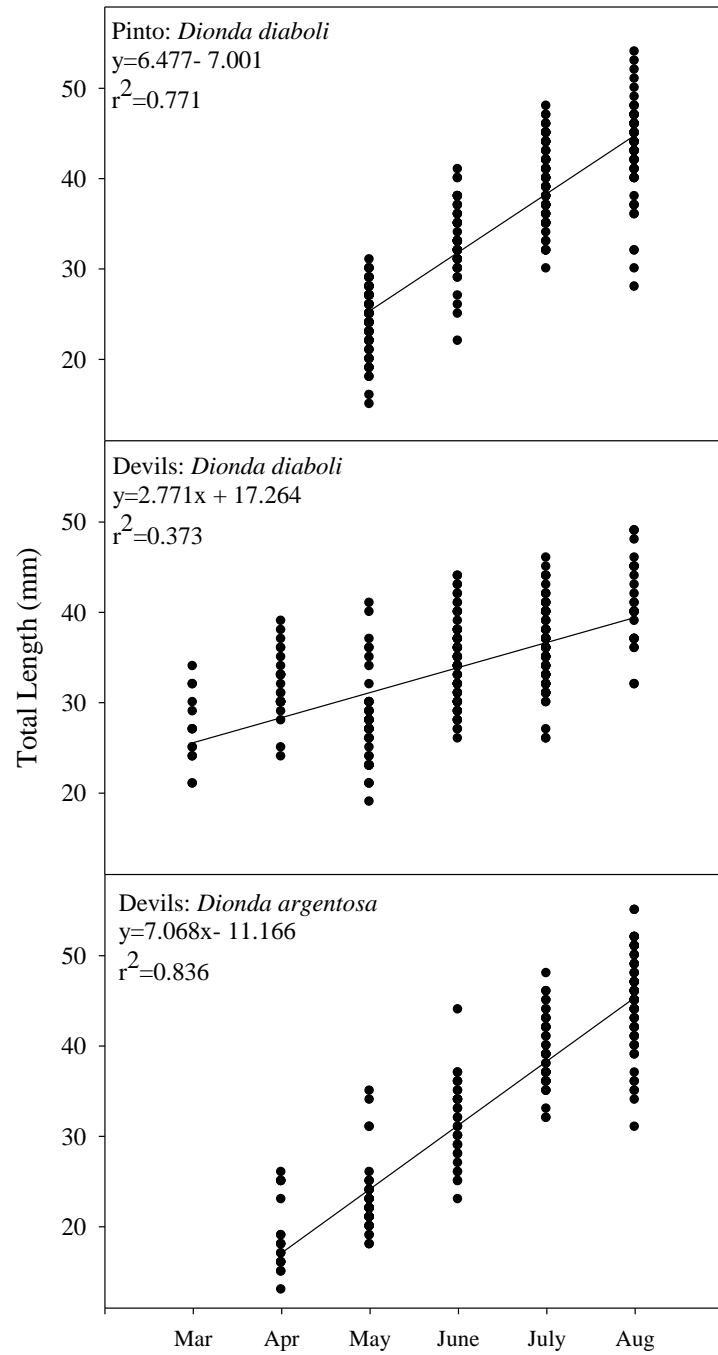 Pinto: Dionda diaboli
y=6.477- 7.001
r2=0.771
50
40
30
20
Devils: Dionda diaboli
y=2.771x + 17.264
r2=0.373
50
40
30
20
Total Length (mm)
Devils: Dionda argentosa
y=7.068x- 11.166
r2=0.836
50
40
30
20
Mar Apr May June July Aug